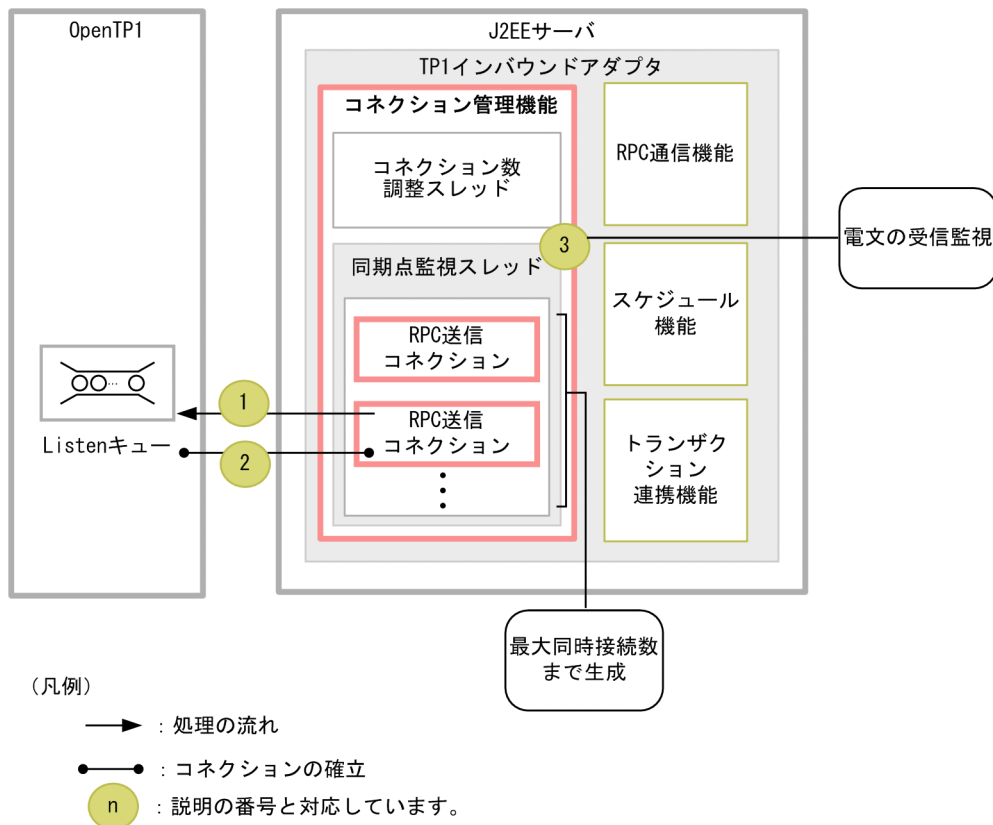 OpenTP1
J2EEサーバ
TP1インバウンドアダプタ
コネクション管理機能
コネクション数
調整スレッド
同期点監視スレッド
RPC送信
コネクション
RPC送信
コネクション
RPC通信機能
スケジュール
機能
トランザク
ション
連携機能
3
電文の受信監視
…
Listenキュー
1
2
最大同時接続数
まで生成
(凡例)
:処理の流れ
:コネクションの確立
n
:説明の番号と対応しています。